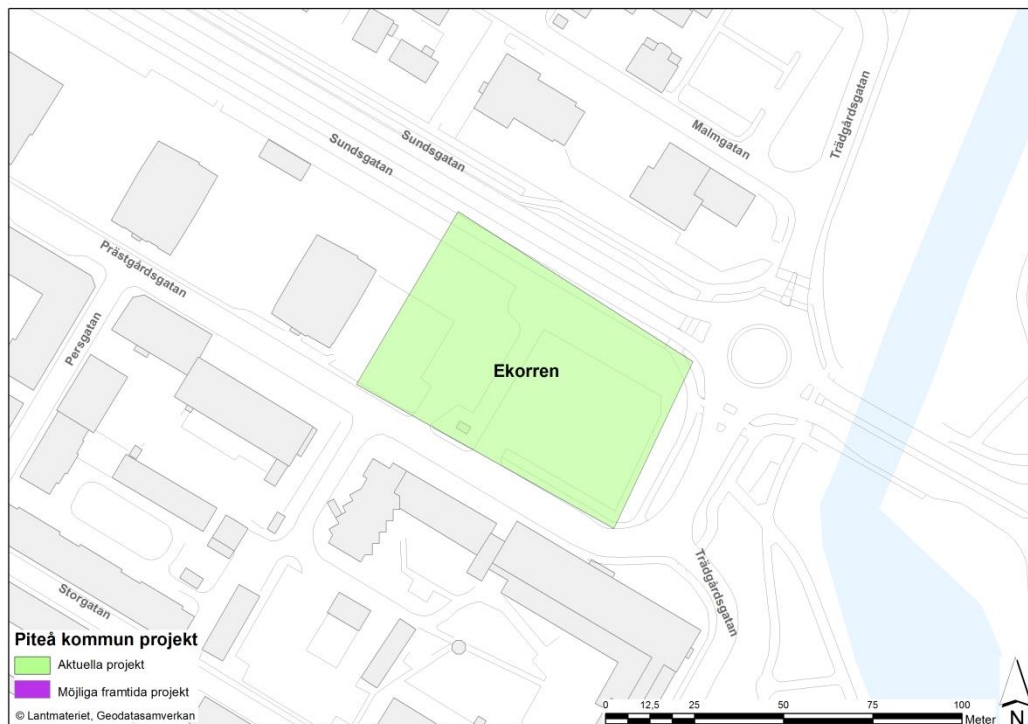 Sundsgatan
Sundsgatan
Malmgatan
Trädgårdsgatan
Prästgårdsgatan
Persgatan
Ekorren
Trädgårdsgatan
Storgatan
Piteå kommun projekt
Aktuella projekt
Möjliga framtida projekt
© Lantmäteriet, Geodatasamverkan
0 12,5 25 50 75 100
Meter
N